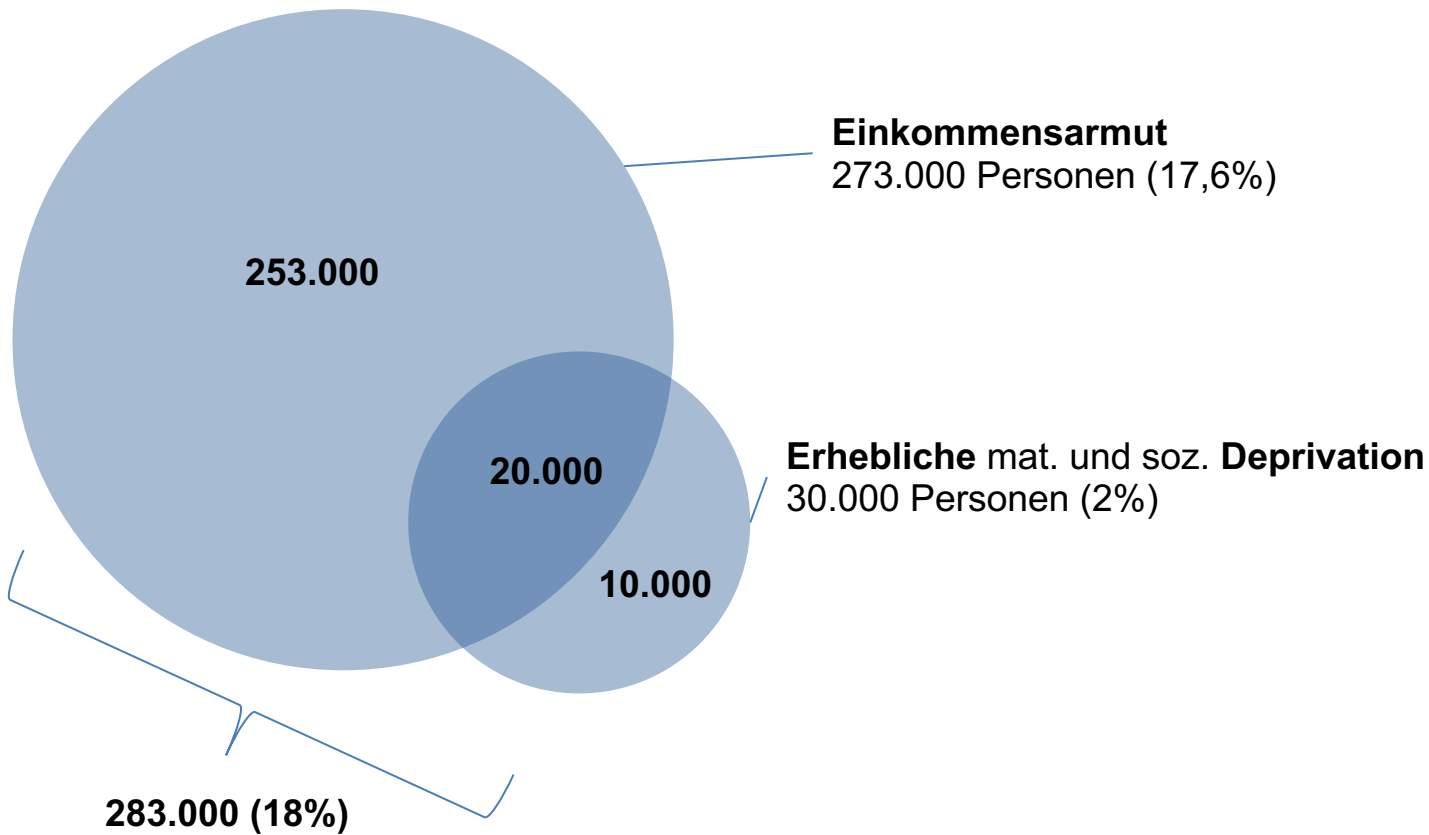 Einkommensarmut
273.000 Personen (17,6%)
253.000
Erhebliche mat. und soz. Deprivation
30.000 Personen (2%)
20.000
10.000
283.000 (18%)